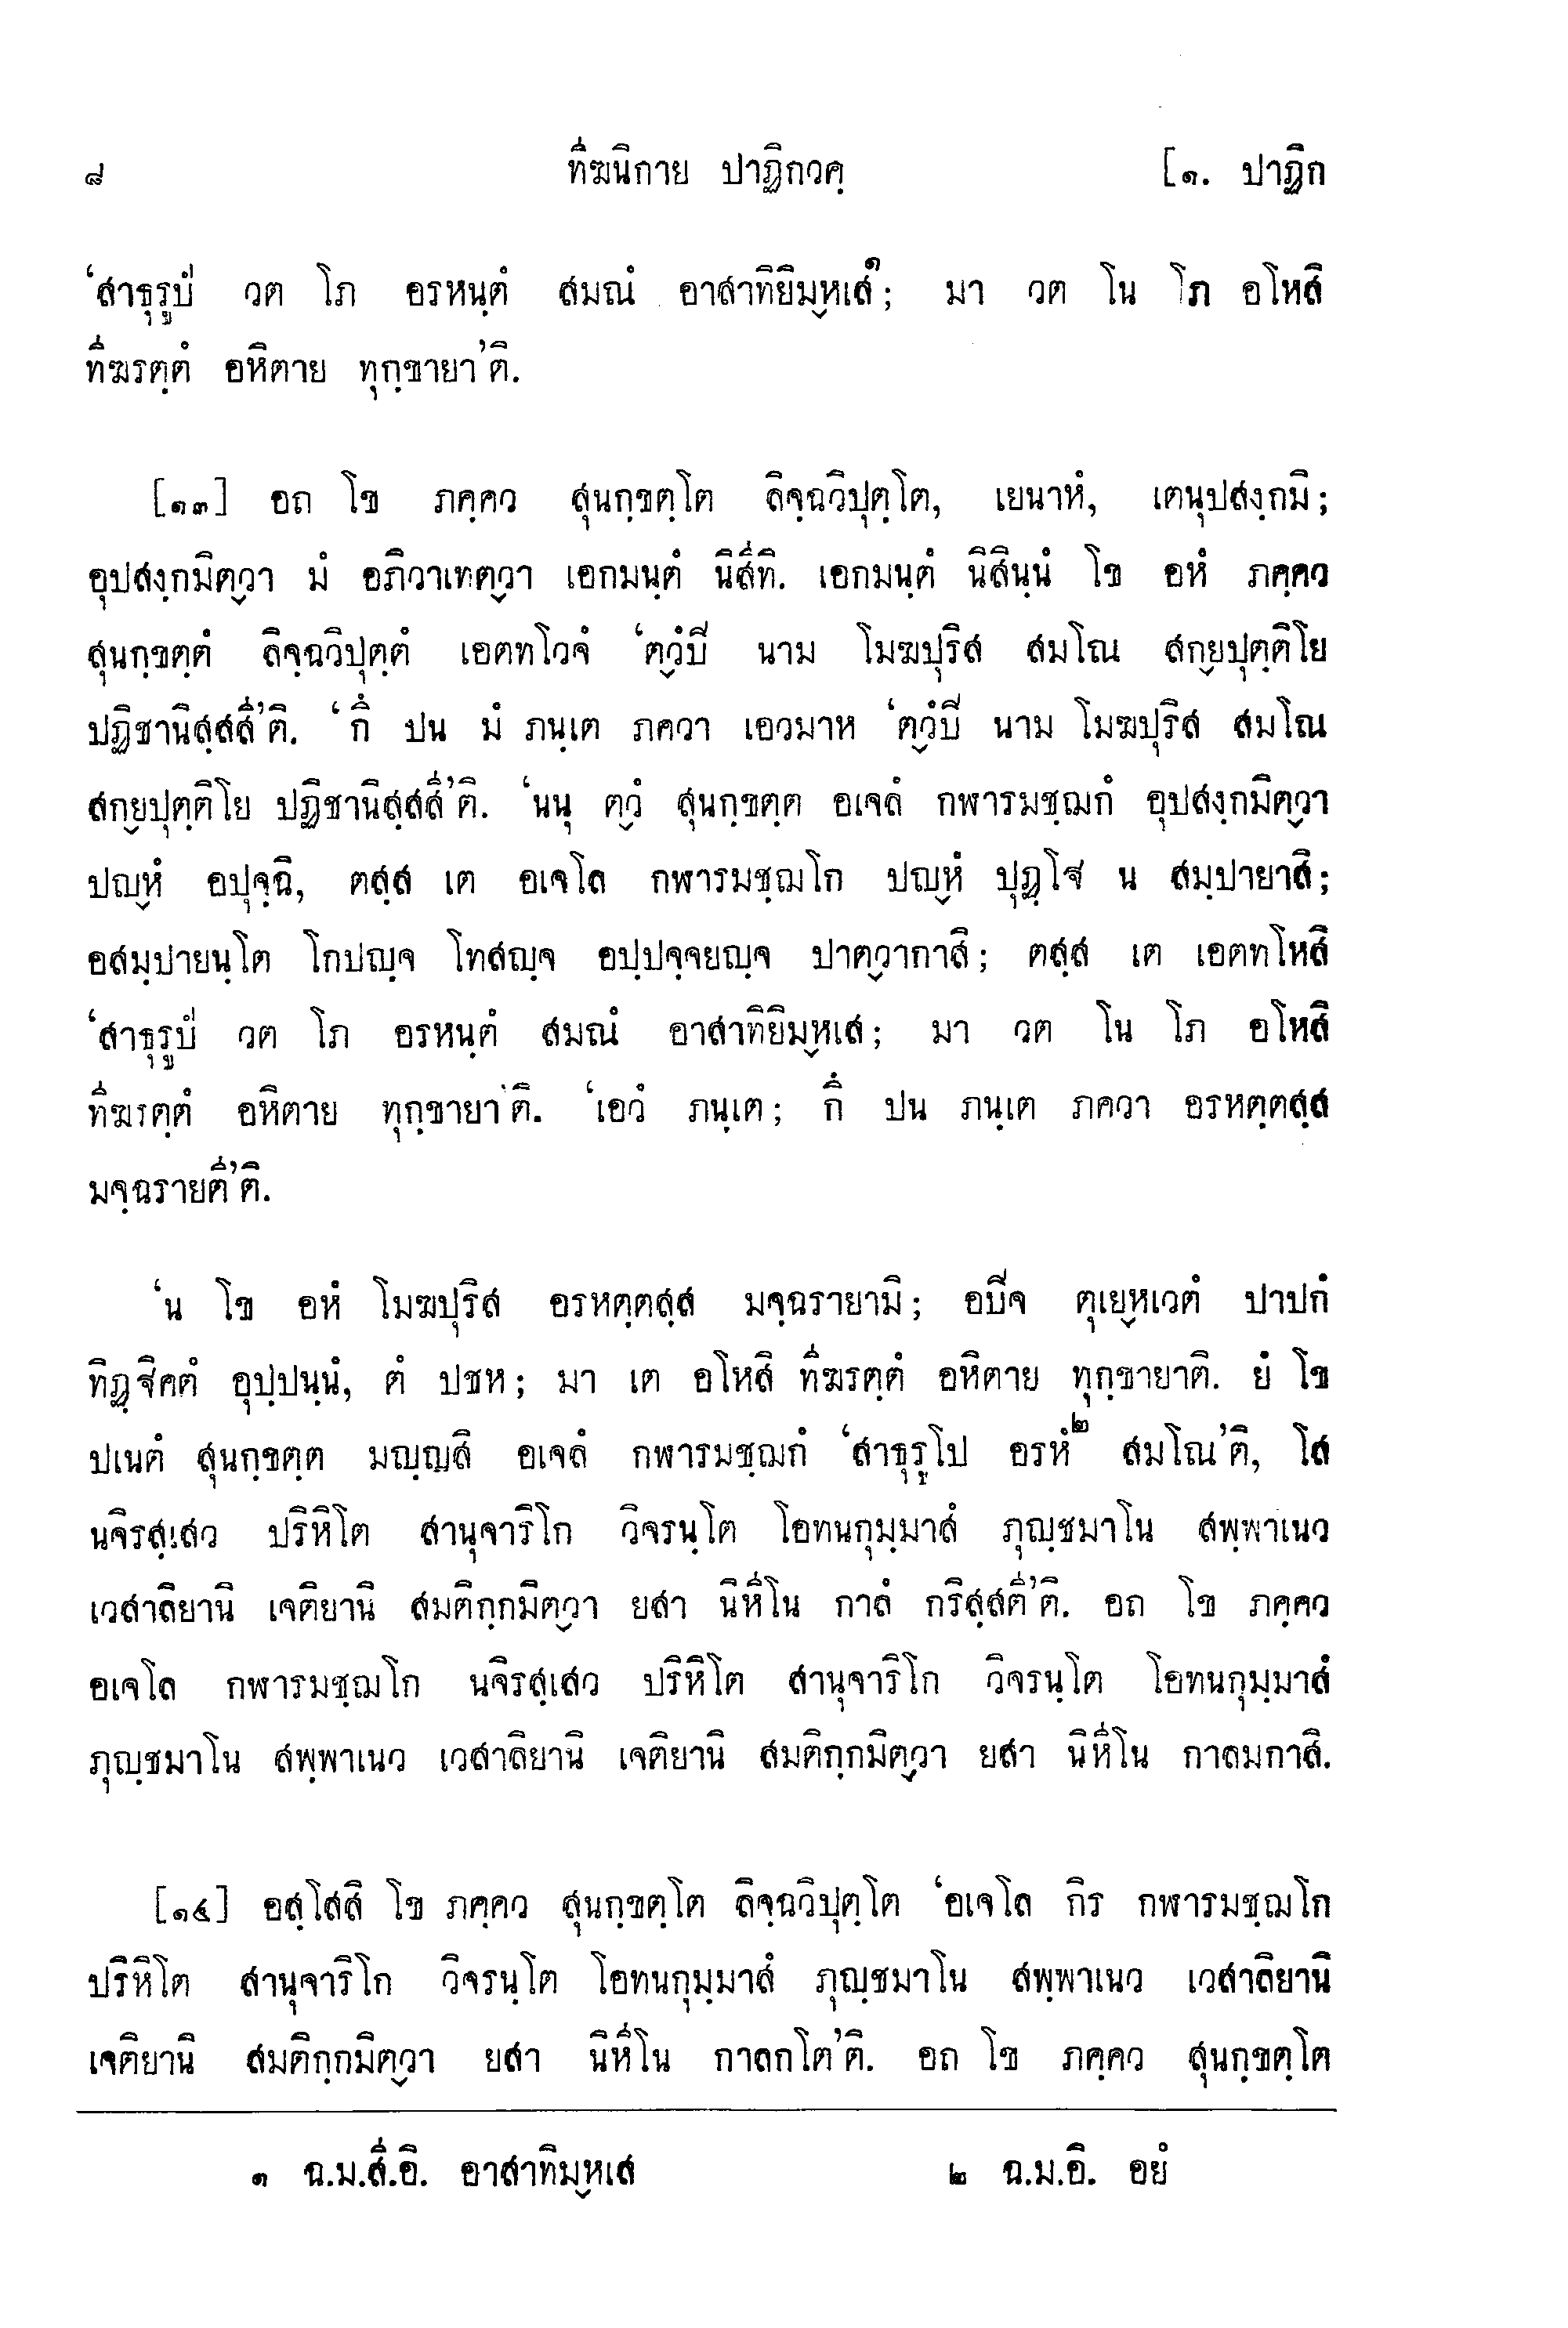 ๘ ทีฆนิกาย ปาฏิกวคฺ [๑. ปาฏิก
‘สาธุรูปํ วต โภ อรหนฺตํ สมณํ อาสาทิยิม๎หเส๑; มา วต โน โภ อโหสิ
ทีฆรตฺตํ อหิตาย ทุกฺขายา’ติ.
[๑๓] อถ โข ภคฺคว สุนกฺขตฺโต ลิจฺฉวิปุตฺโต, เยนาหํ, เตนุปสงฺกมิ;
อุปสงฺกมิต๎วา มํ อภิวาเทต๎วา เอกมนฺตํ นิสีทิ. เอกมนฺตํ นิสินฺนํ โข อหํ ภคฺคว
สุนกฺขตฺตํ ลิจฺฉวิปุตฺตํ เอตทโวจํ ‘ต๎วํปี นาม โมฆปุริส สมโณ สก๎ยปุตฺติโย
ปฏิชานิสฺสสี’ติ. ‘กึ ปน มํ ภนฺเต ภควา เอวมาห ‘ต๎วํปี นาม โมฆปุริส สมโณ
สก๎ยปุตฺติโย ปฏิชานิสฺสสี’ติ. ‘นนุ ต๎วํ สุนกฺขตฺต อเจลํ กฬารมชฺฌกํ อุปสงฺกมิต๎วา
ปญ๎หํ อปุจฺฉิ, ตสฺส เต อเจโล กฬารมชฺฌโก ปญ๎หํ ปุฏฺโฐ น สมฺปายาสิ;
อสมฺปายนฺโต โกปญฺจ โทสญฺจ อปฺปจฺจยญฺจ ปาต๎วากาสิ; ตสฺส เต เอตทโหสิ
‘สาธุรูปํ วต โภ อรหนฺตํ สมณํ อาสาทิยิม๎หเส; มา วต โน โภ อโหสิ
ทีฆรตฺตํ อหิตาย ทุกฺขายา’ติ. ‘เอวํ ภนฺเต; กึ ปน ภนฺเต ภควา อรหตฺตสฺส
มจฺฉรายตี’ติ.
‘น โข อหํ โมฆปุริส อรหตฺตสฺส มจฺฉรายามิ; อปีจ ตุเย๎หเวตํ ปาปกํ
ทิฏฺฐิคตํ อุปฺปนฺนํ, ตํ ปชห; มา เต อโหสิ ทีฆรตฺตํ อหิตาย ทุกฺขายาติ. ยํ โข
ปเนตํ สุนกฺขตฺต มญฺญสิ อเจลํ กฬารมชฺฌกํ ‘สาธุรูโป อรหํ๒ สมโณ’ติ, โส
นจิรสฺเสว ปริหิโต สานุจาริโก วิจรนฺโต โอทนกุมฺมาสํ ภุญฺชมาโน สพฺพาเนว
เวสาลิยานิ เจติยานิ สมติกฺกมิต๎วา ยสา นิหีโน กาลํ กริสฺสตี’ติ. อถ โข ภคฺคว
อเจโล กฬารมชฺฌโก นจิรสฺเสว ปริหิโต สานุจาริโก วิจรนฺโต โอทนกุมฺมาสํ
ภุญฺชมาโน สพฺพาเนว เวสาลิยานิ เจติยานิ สมติกฺกมิต๎วา ยสา นิหีโน กาลมกาสิ.
[๑๔] อสฺโสสิ โข ภคฺคว สุนกฺขตฺโต ลิจฺฉวิปุตฺโต ‘อเจโล กิร กฬารมชฺฌโก
ปริหิโต สานุจาริโก วิจรนฺโต โอทนกุมฺมาสํ ภุญฺชมาโน สพฺพาเนว เวสาลิยานิ
เจติยานิ สมติกฺกมิต๎วา ยสา นิหีโน กาลกโต’ติ. อถ โข ภคฺคว สุนกฺขตฺโต
๑ ฉ.ม.สี.อิ. อาสาทิม๎หเส ๒ ฉ.ม.อิ. อยํ